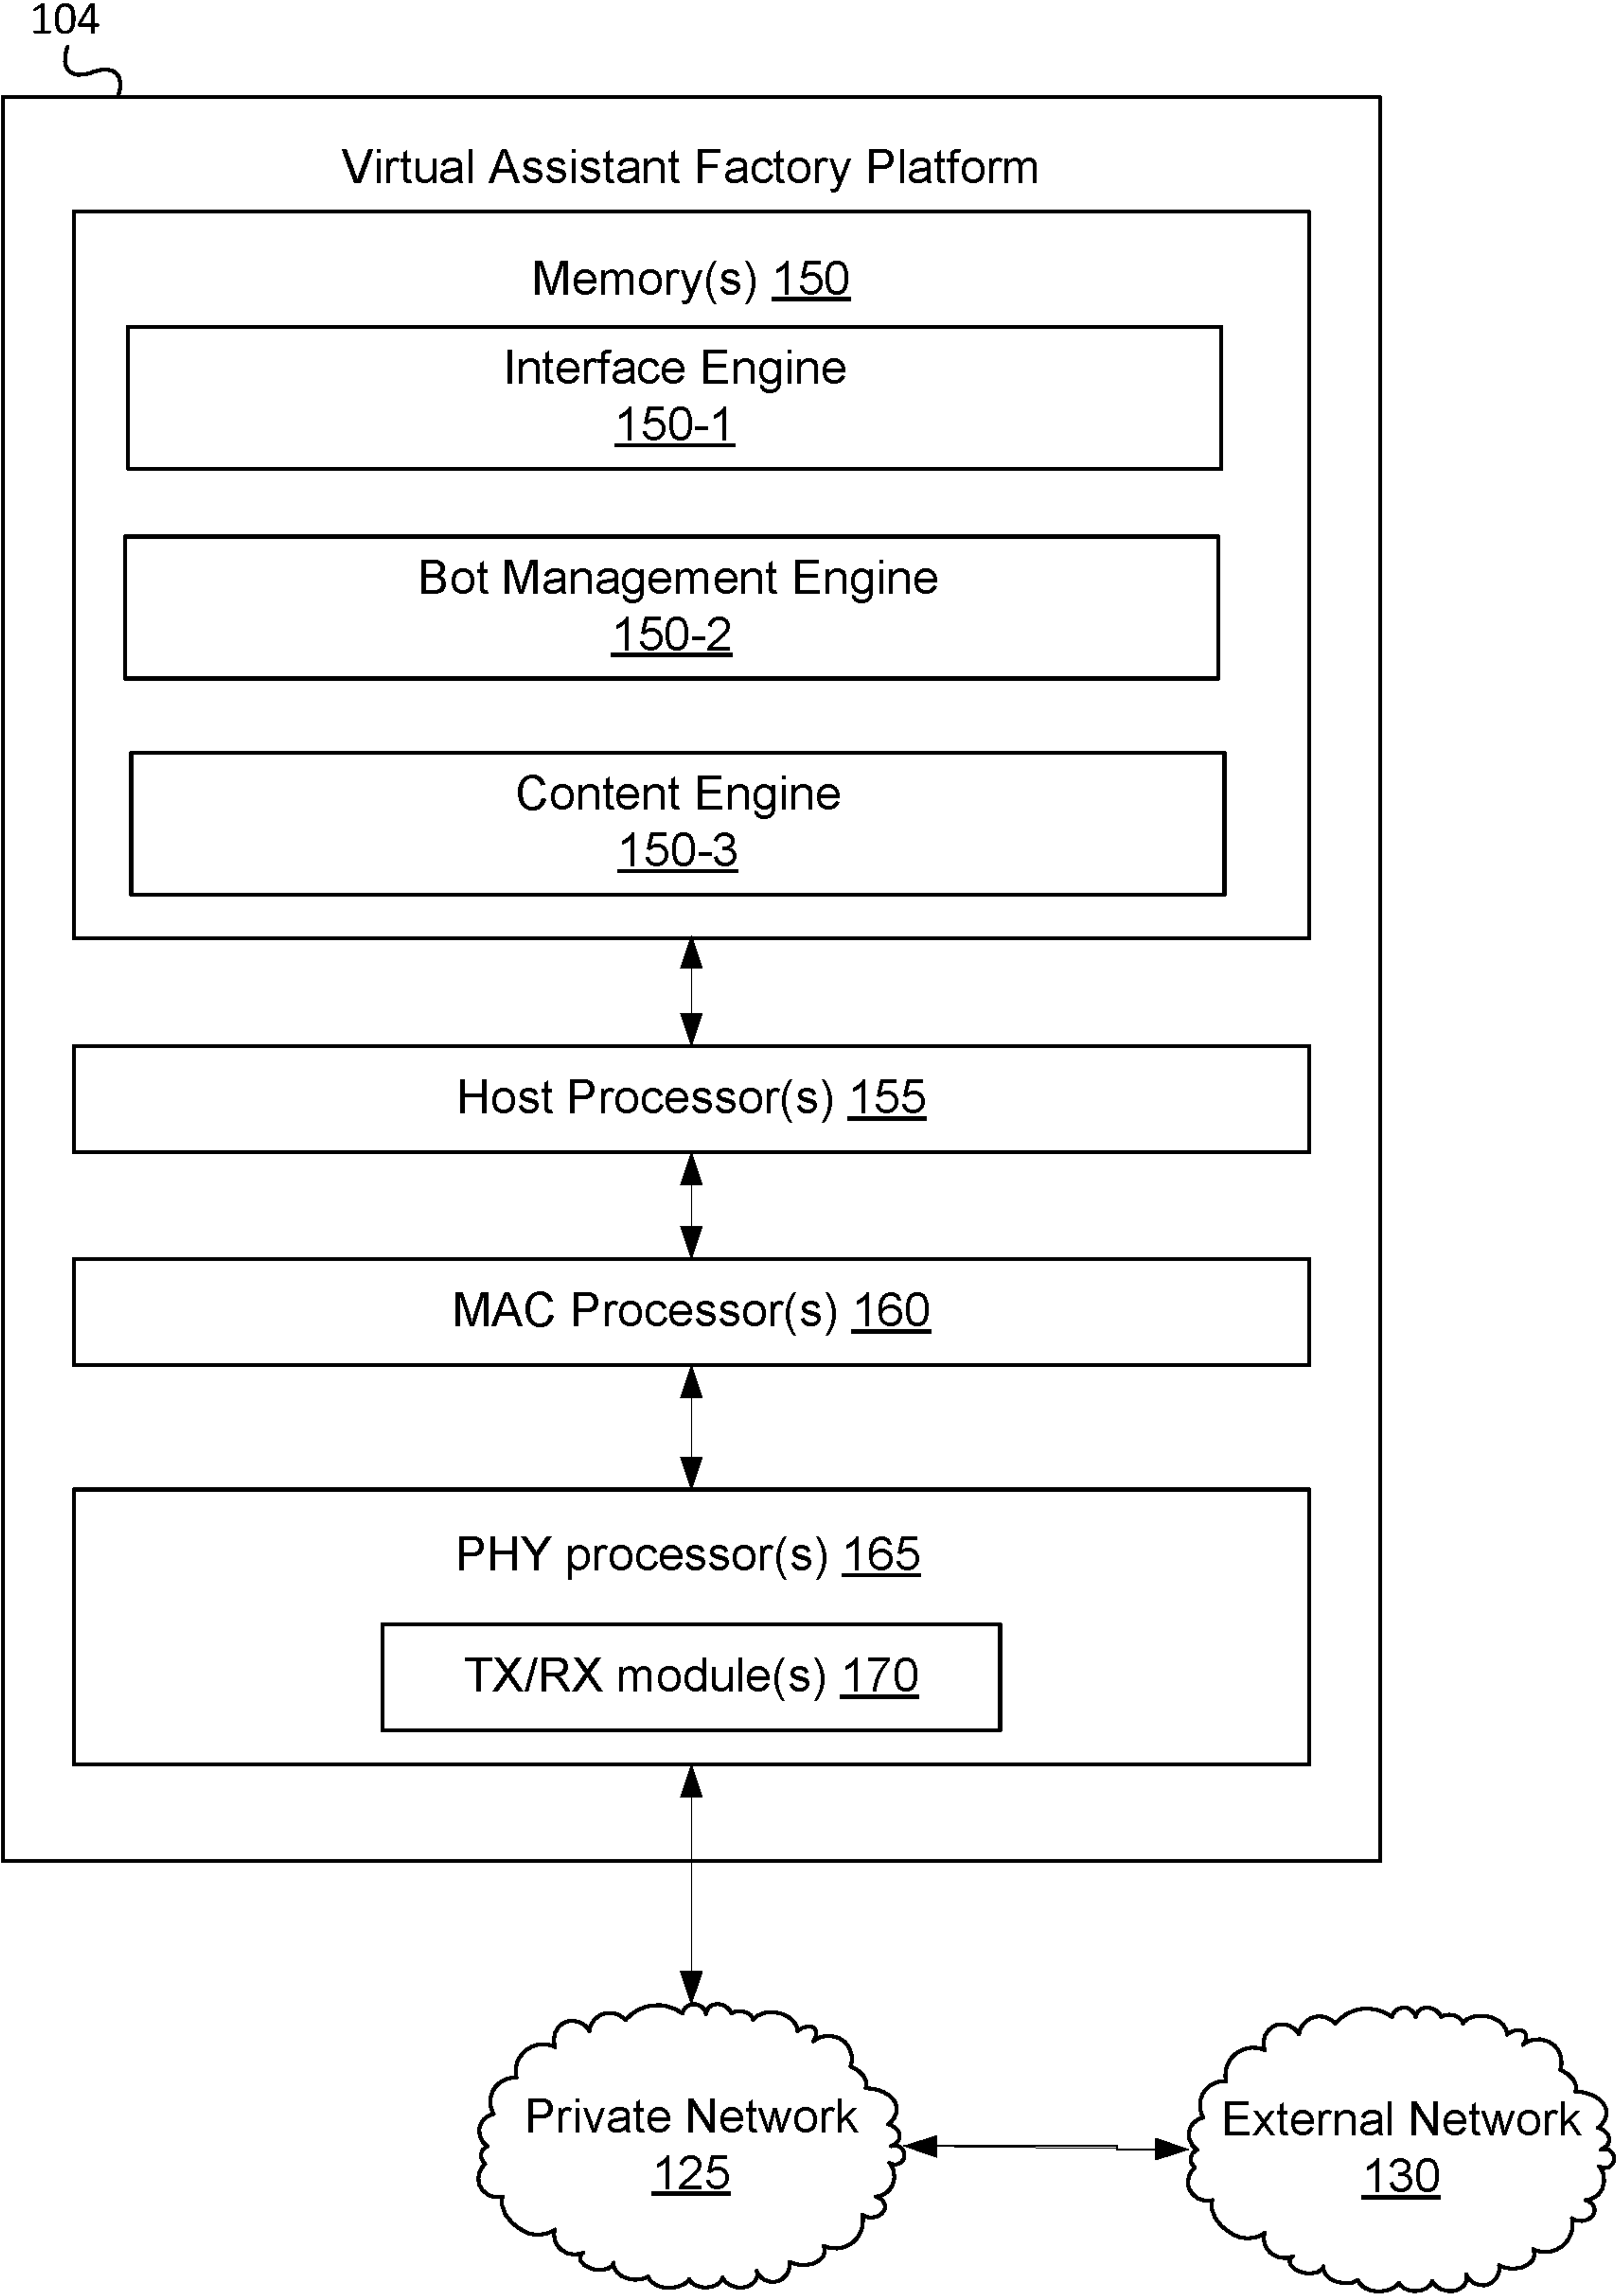 104
Virtual Assistant Factory Platform
Memory(s) 150
Interface Engine
150-1
Bot Management Engine
150-2
Content Engine
150-3
Host Processor(s) 155
MAC Processor(s) 160
PHY processor(s) 165
TX/RX module(s) 170
Private Network
125
External Network
130